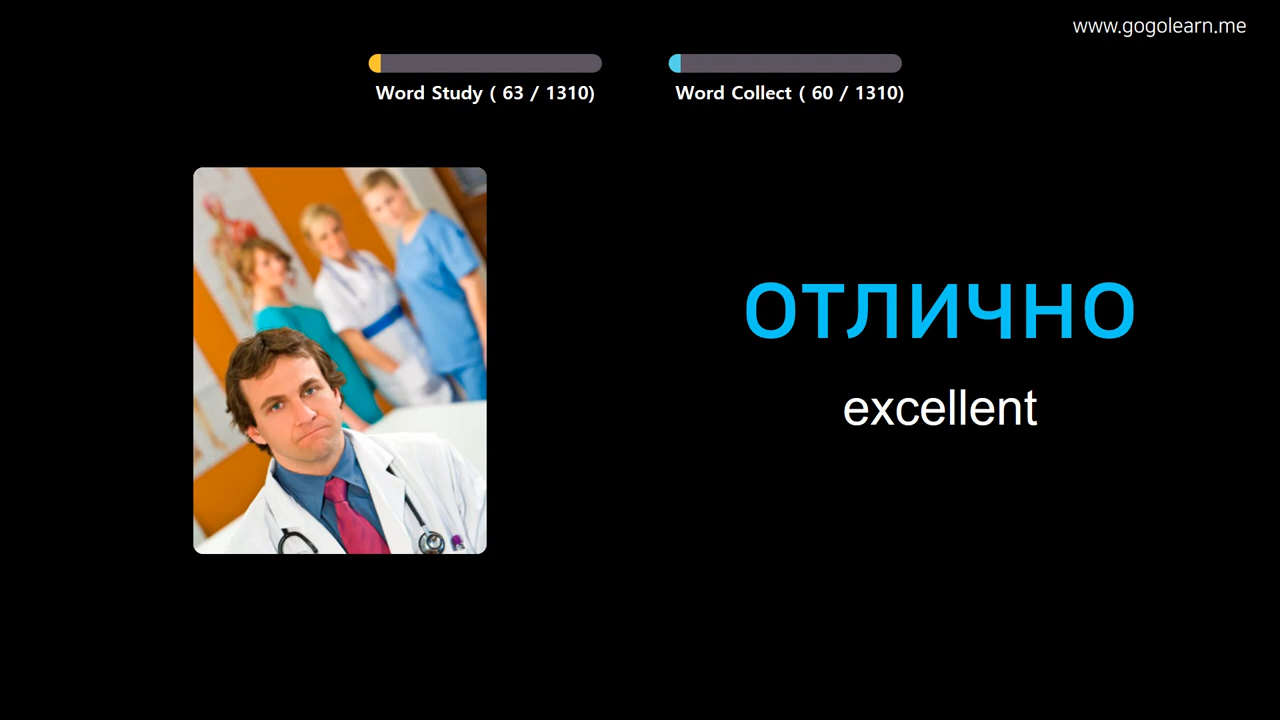 www.gogolearn.me
Word Study ( 63 / 1310)
Word Collect ( 60 / 1310)
отлично
excellent